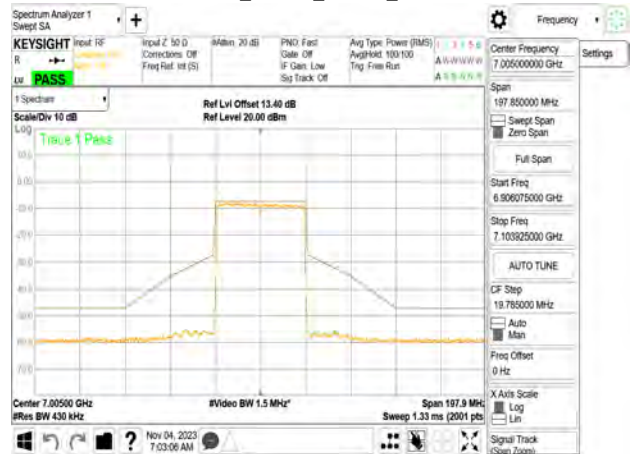 Spectrum Analyzer 1
Swept SA
+
Frequency
KEYSIGHT
Input: RF
R
LM PASS
Input Z: 50 Ω
Corrections: Off
Freq Ref: Int (S)
#Atten: 20 dB
PNO: Fast
Gate: Off
IF Gain: Low
Sig Track: Off
Avg Type: Power (RMS)
Avg|Hold: 100/100
Trig: Free Run
Center Frequency
7.005000000 GHz
Settings
Span
197.850000 MHz
Swept Span
Zero Span
Full Span
Start Freq
6.906075000 GHz
Stop Freq
7.103925000 GHz
AUTO TUNE
CF Step
19.785000 MHz
Auto
Man
Freq Offset
0 Hz
X Axis Scale
Log
Lin
Signal Track
(Span Zoom)
1 Spectrum
Scale/Div 10 dB
Ref Lvl Offset 13.40 dB
Ref Level 20.00 dBm
Log
Trace 1 Pass
Center 7.00500 GHz
#Video BW 1.5 MHz*
Span 197.9 MHz
#Res BW 430 kHz
Sweep 1.33 ms (2001 pts
?
Nov 04, 2023
7:03:06 AM